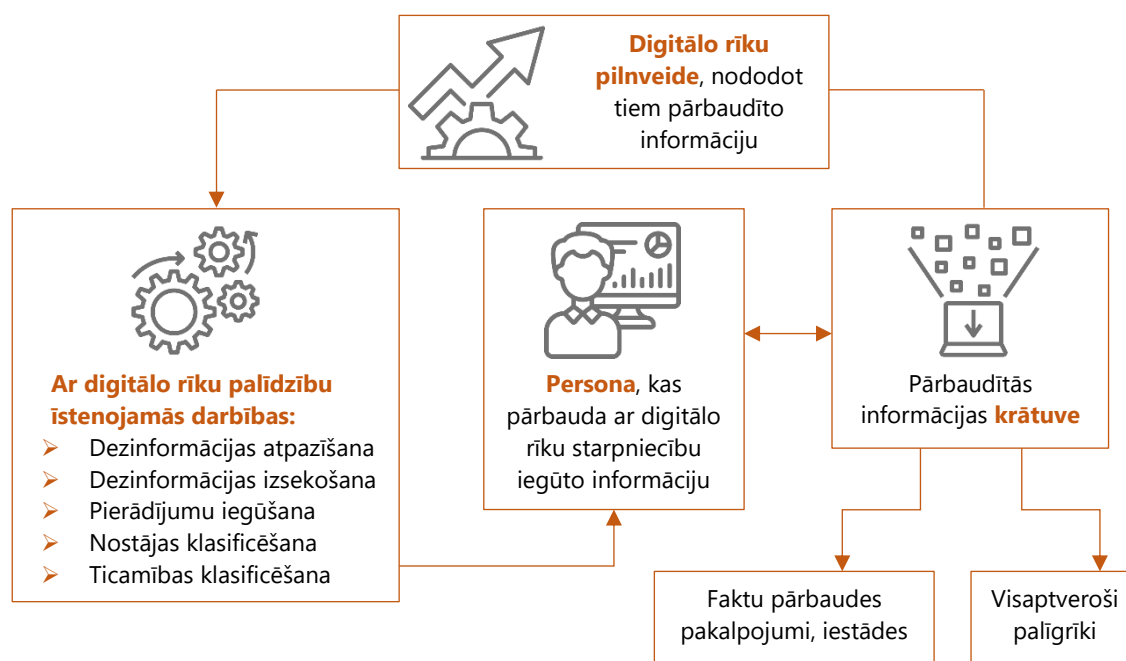 Digitālo rīku
pilnveide, nododot
tiem pārbaudīto
informāciju
Ar digitālo rīku palīdzību
īstenojamās darbības:
➢ Dezinformācijas atpazīšana
➢ Dezinformācijas izsekošana
➢ Pierādījumu iegūšana
➢ Nostājas klasificēšana
➢ Ticamības klasificēšana
Persona, kas
pārbauda ar digitālo
rīku starpniecību
iegūto informāciju
Pārbaudītās
informācijas krātuve
Faktu pārbaudes
pakalpojumi, iestādes
Visaptveroši
palīgrīki